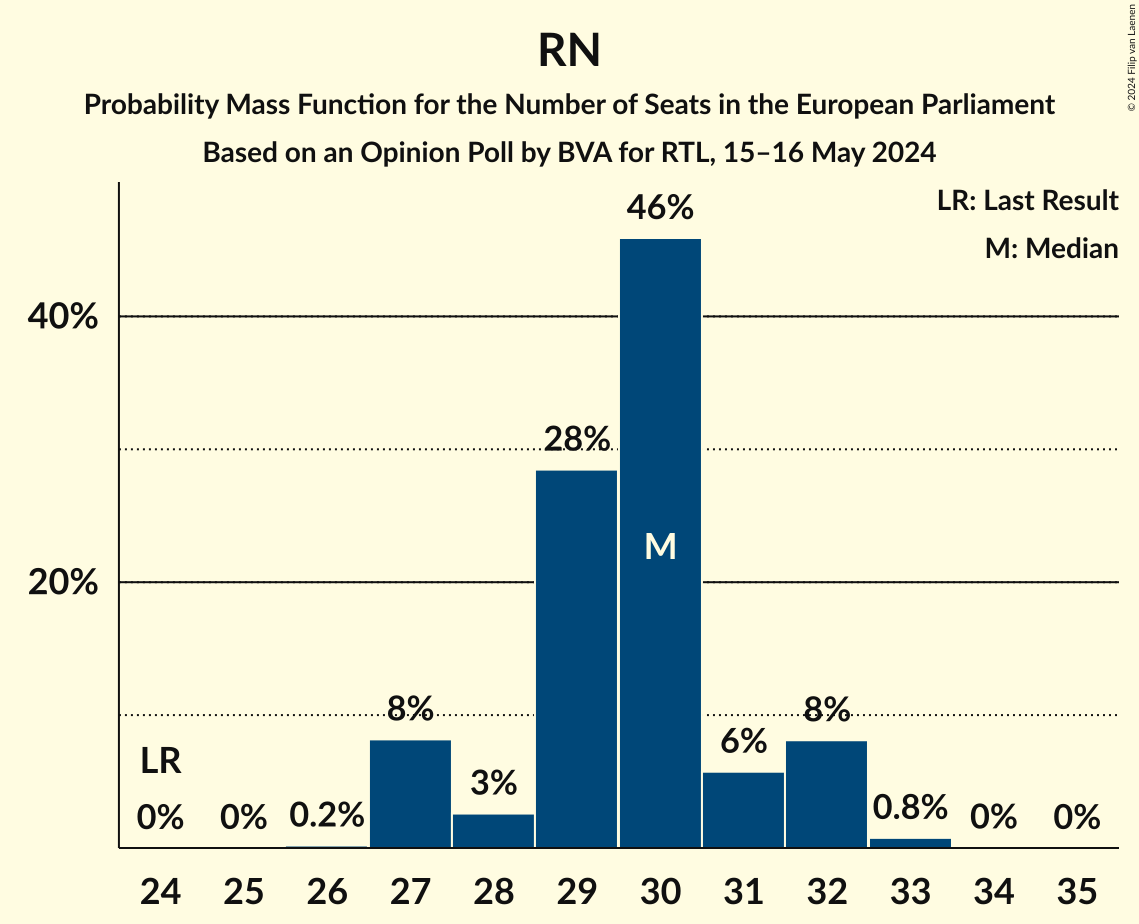 RN
Probability Mass Function for the Number of Seats in the European Parliament
Based on an Opinion Poll by BVA for RTL, 15–16 May 2024
© 2024 Filip van Laenen
LR: Last Result
M: Median
46%
40%
28%
M
20%
8%
8%
6%
LR
3%
0%
0%
0.2%
0.8%
0%
0%
24 25 26 27 28 29 30 31 32 33 34 35